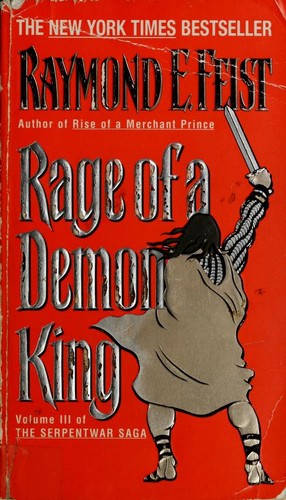 THE NEW YORK TIMES BESTSELLER
RAYMOND E. FEIST
Author of Rise of a Merchant Prince
Rage of a
Demon
King
Volume III of
THE SERPENTWAR SAGA